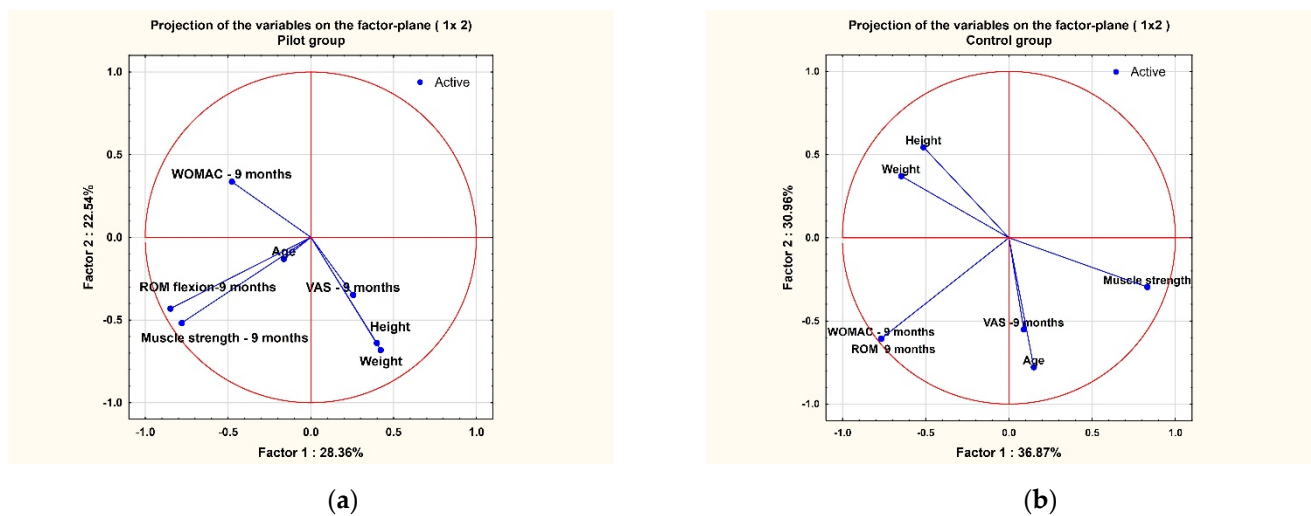 Projection of the variables on the factor-plane ( 1x 2)
Pilot group
Active
1.0
0.5
0.0
-0.5
-1.0
Factor 2 : 22.54%
WOMAC - 9 months
Age
ROM flexion-9 months
VAS - 9 months
Muscle strength - 9 months
Height
Weight
-1.0 -0.5 0.0 0.5 1.0
Factor 1 : 28.36%
(a)
Projection of the variables on the factor-plane ( 1x2 )
Control group
Active
1.0
0.5
0.0
-0.5
-1.0
Factor 2 : 30.96%
Height
Weight
Muscle strength
VAS -9 months
WOMAC - 9 months
ROM 9 months
Age
-1.0 -0.5 0.0 0.5 1.0
Factor 1 : 36.87%
(b)